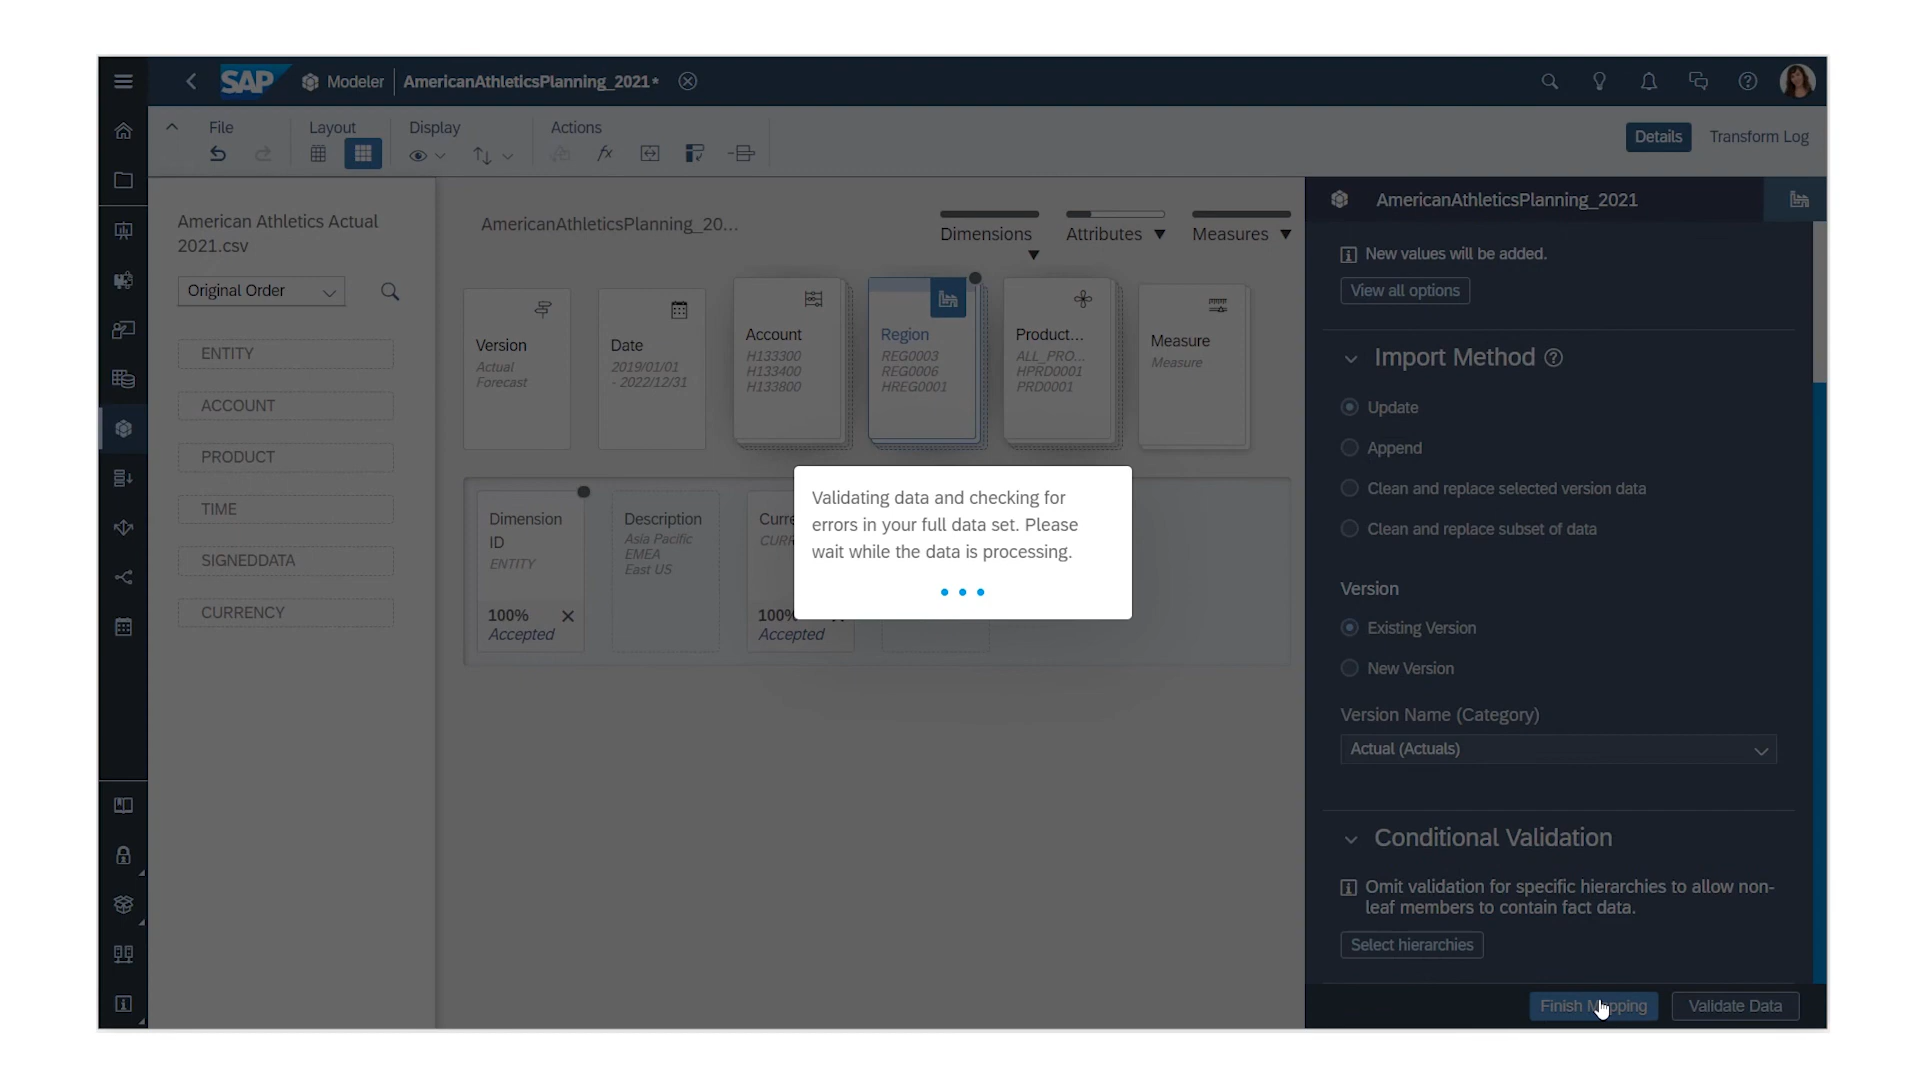 SAP
Modeler
AmericanAthleticsPlanning_2021*
File
Layout
Display
Actions
Details
Transform Log
American Athletics Actual
2021.csv
Original Order
ENTITY
ACCOUNT
PRODUCT
TIME
SIGNEDDATA
CURRENCY
AmericanAthleticsPlanning_20...
Dimensions
Attributes
Measures
Version
Actual
Forecast
Date
2019/01/01
- 2022/12/31
Account
H133300
H133400
H133800
Region
REG0003
REG0006
HREG0001
Product...
ALL_PRO...
HPRD0001
PRD0001
Measure
Measure
Dimension
ID
ENTITY
100%
Accepted
Description
Asia Pacific
EMEA
East US
Curre
CURR
100%
Accepted
Validating data and checking for
errors in your full data set. Please
wait while the data is processing.
AmericanAthleticsPlanning_2021
New values will be added.
View all options
Import Method
Update
Append
Clean and replace selected version data
Clean and replace subset of data
Version
Existing Version
New Version
Version Name (Category)
Actual (Actuals)
Conditional Validation
Omit validation for specific hierarchies to allow non-
leaf members to contain fact data.
Select hierarchies
Finish Mapping
Validate Data